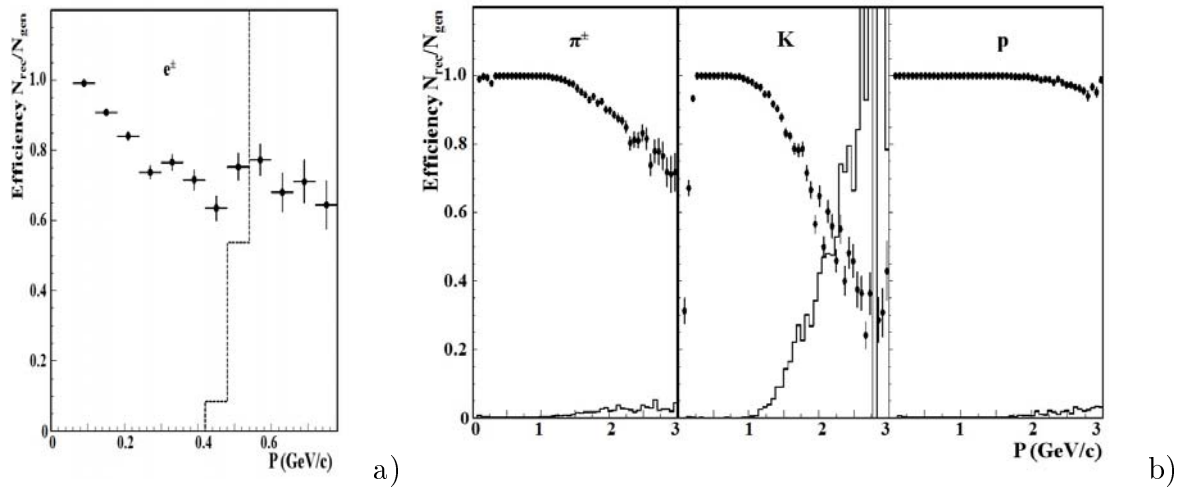 Efficiency N_rec/N_gen
e±
1.0
0.8
0.6
0.4
0.2
0
0 0.2 0.4 0.6
P (GeV/c)
a)
Efficiency N_rec/N_gen
π± K p
1.0
0.8
0.6
0.4
0.2
0
0 1 2 3 1 2 3 1 2 3
P (GeV/c)
b)